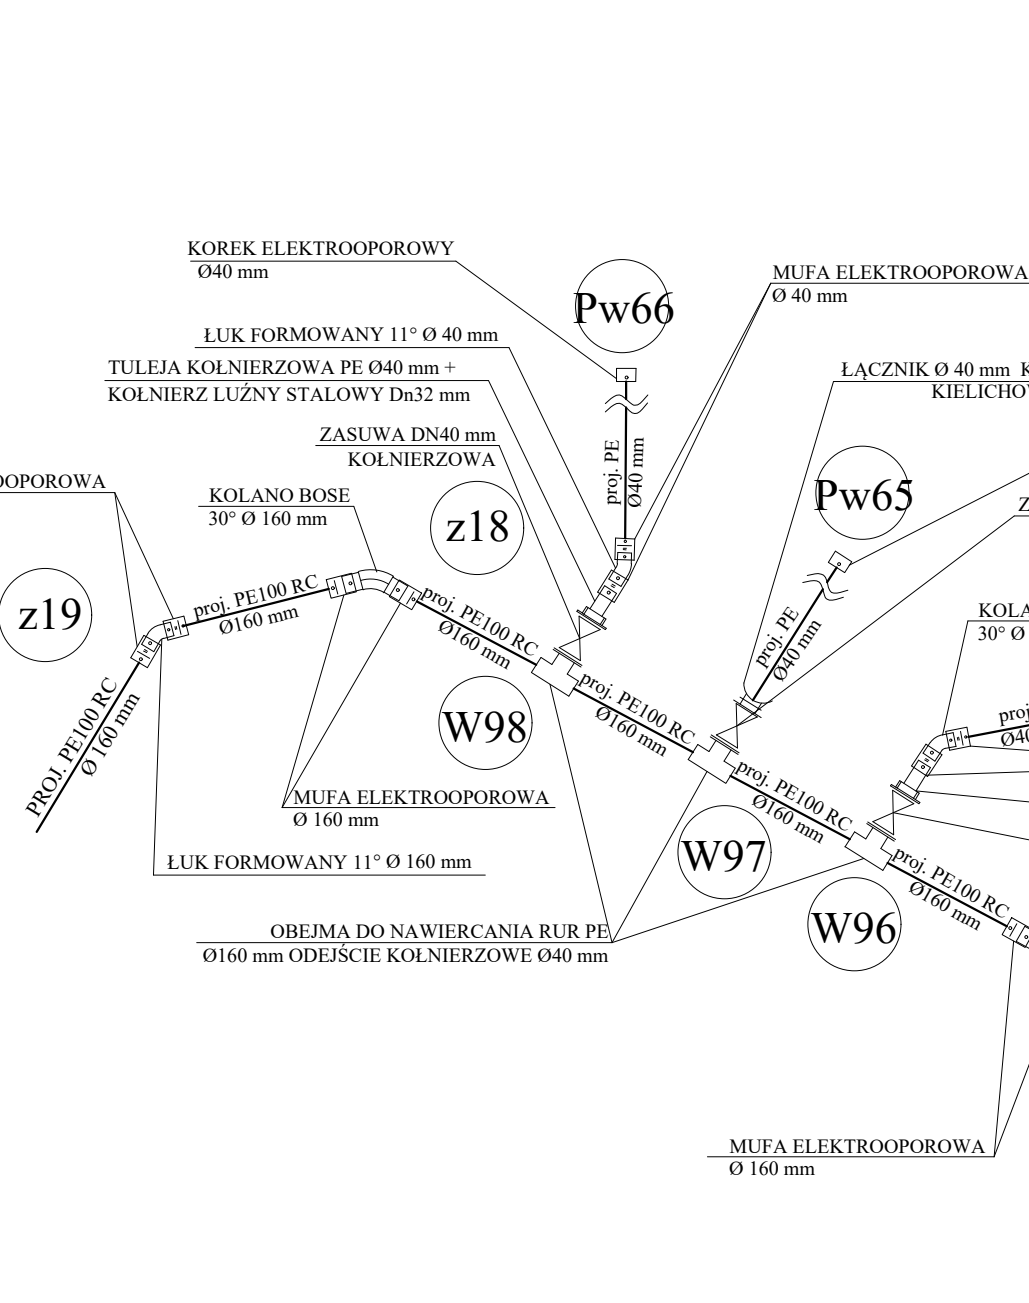 KOREK ELEKTROOPOROWY
Ø40 mm
Pw66
MUFA ELEKTROOPOROWA
Ø 40 mm
ŁUK FORMOWANY 11° Ø 40 mm
TULEJA KOŁNIERZOWA PE Ø40 mm +
KOŁNIERZ LUŹNY STALOWY Dn32 mm
ŁĄCZNIK Ø 40 mm K
KIELICHOW
ZASUWA DN40 mm
KOŁNIERZOWA
proj. PE
Ø40 mm
OOPOROWA
KOLANO BOSE
30° Ø 160 mm
z18
Pw65
Z
z19
proj. PE100 RC
Ø160 mm
proj. PE100 RC
Ø160 mm
proj. PE
Ø40 mm
KOLA
30° Ø
PROJ. PE100 RC
Ø 160 mm
proj. PE100 RC
Ø160 mm
W98
proj
Ø40
proj. PE100 RC
Ø160 mm
MUFA ELEKTROOPOROWA
Ø 160 mm
W97
ŁUK FORMOWANY 11° Ø 160 mm
proj. PE100 RC
Ø160 mm
W96
OBEJMA DO NAWIERCANIA RUR PE
Ø160 mm ODEJŚCIE KOŁNIERZOWE Ø40 mm
MUFA ELEKTROOPOROWA
Ø 160 mm